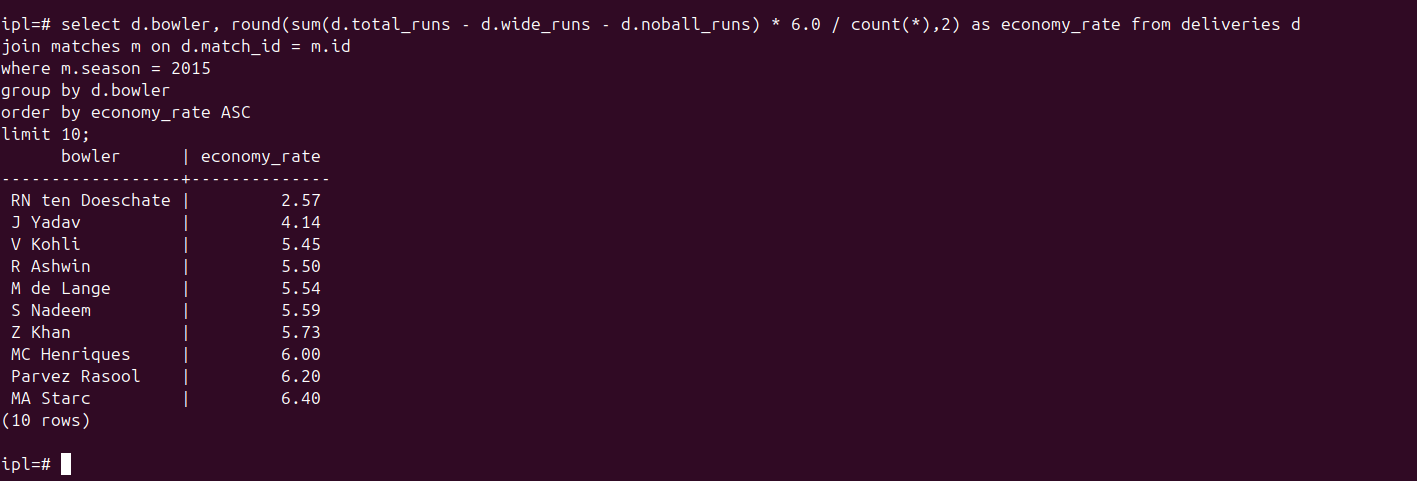 ipl=# select d.bowler, round(sum(d.total_runs - d.wide_runs - d.noball_runs) * 6.0 / count(*),2) as economy_rate from deliveries d
join matches m on d.match_id = m.id
where m.season = 2015
group by d.bowler
order by economy_rate ASC
limit 10;
      bowler      | economy_rate
------------------+--------------
 RN ten Doeschate |         2.57
 J Yadav          |         4.14
 V Kohli          |         5.45
 R Ashwin         |         5.50
 M de Lange       |         5.54
 S Nadeem         |         5.59
 Z Khan           |         5.73
 MC Henriques     |         6.00
 Parvez Rasool    |         6.20
 MA Starc         |         6.40
(10 rows)

ipl=#